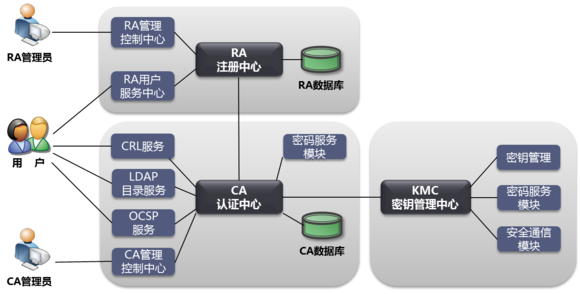 RA管理员
RA管理
控制中心
RA用户
服务中心
RA
注册中心
RA数据库
用 户
CRL服务
LDAP
目录服务
OCSP
服务
CA管理
控制中心
CA管理员
密码服务
模块
CA
认证中心
CA数据库
KMC
密钥管理中心
密钥管理
密码服务
模块
安全通信
模块